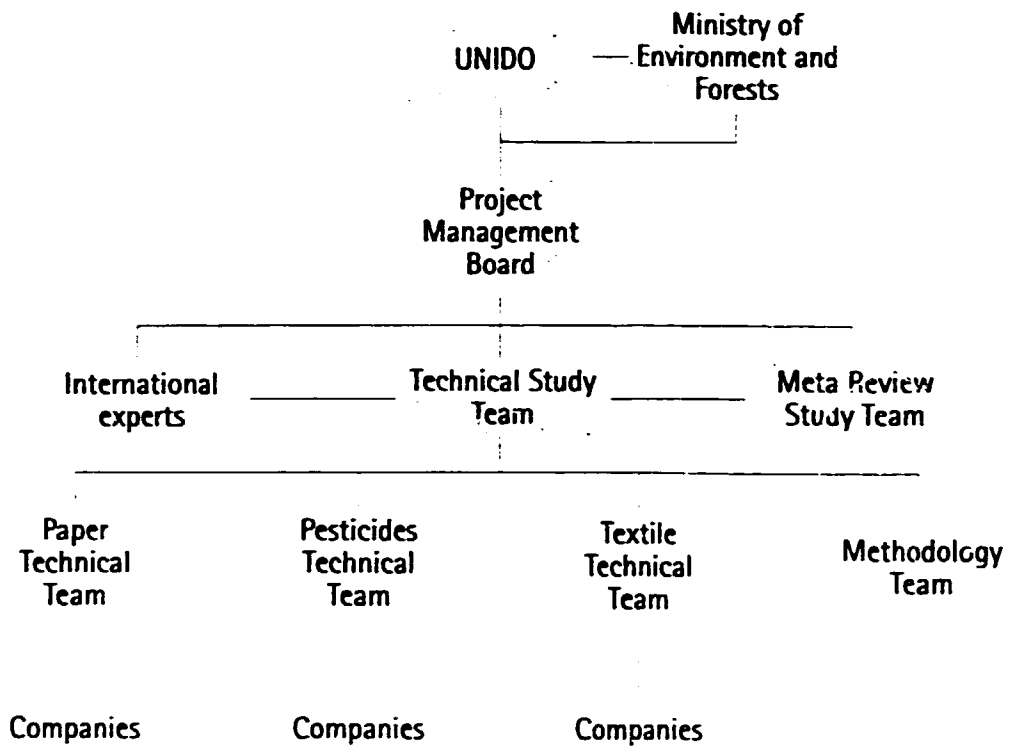 UNIDO
Ministry of
Environment and
Forests
Project
Management
Board
International
experts
Technical Study
Team
Meta Review
Study Team
Paper
Technical
Team
Pesticides
Technical
Team
Textile
Technical
Team
Methodology
Team
Companies
Companies
Companies